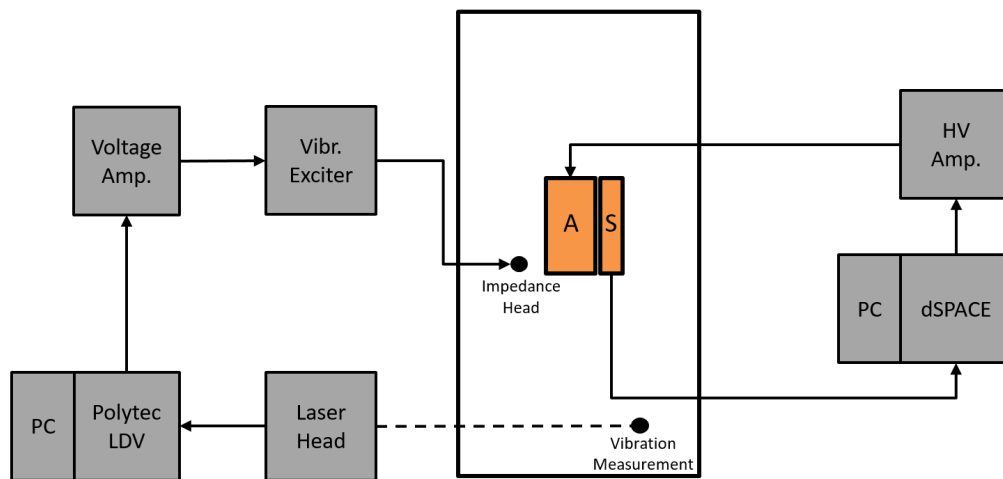 Voltage
Amp.
Vibr.
Exciter
HV
Amp.
A
S
Impedance
Head
PC
dSPACE
PC
Polytec
LDV
Laser
Head
Vibration
Measurement